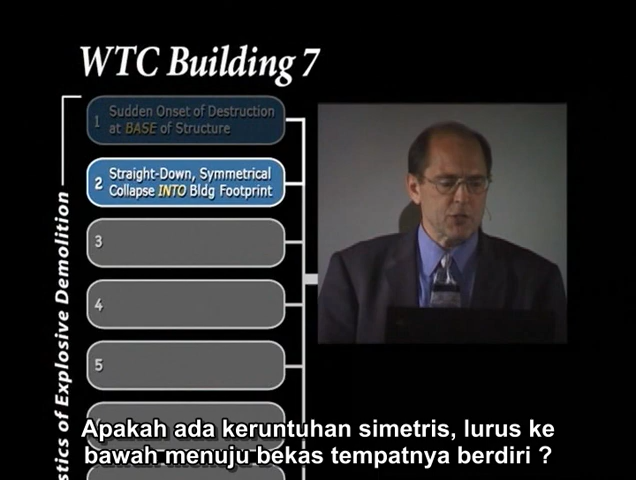 WTC Building 7
1 Sudden Onset of Destruction
at BASE of Structure
2 Straight-Down, Symmetrical
Collapse INTO Bldg Footprint
3
4
5
stics of Explosive Demolition
Apakah ada keruntuhan simetris, lurus ke
bawah menuju bekas tempatnya berdiri ?